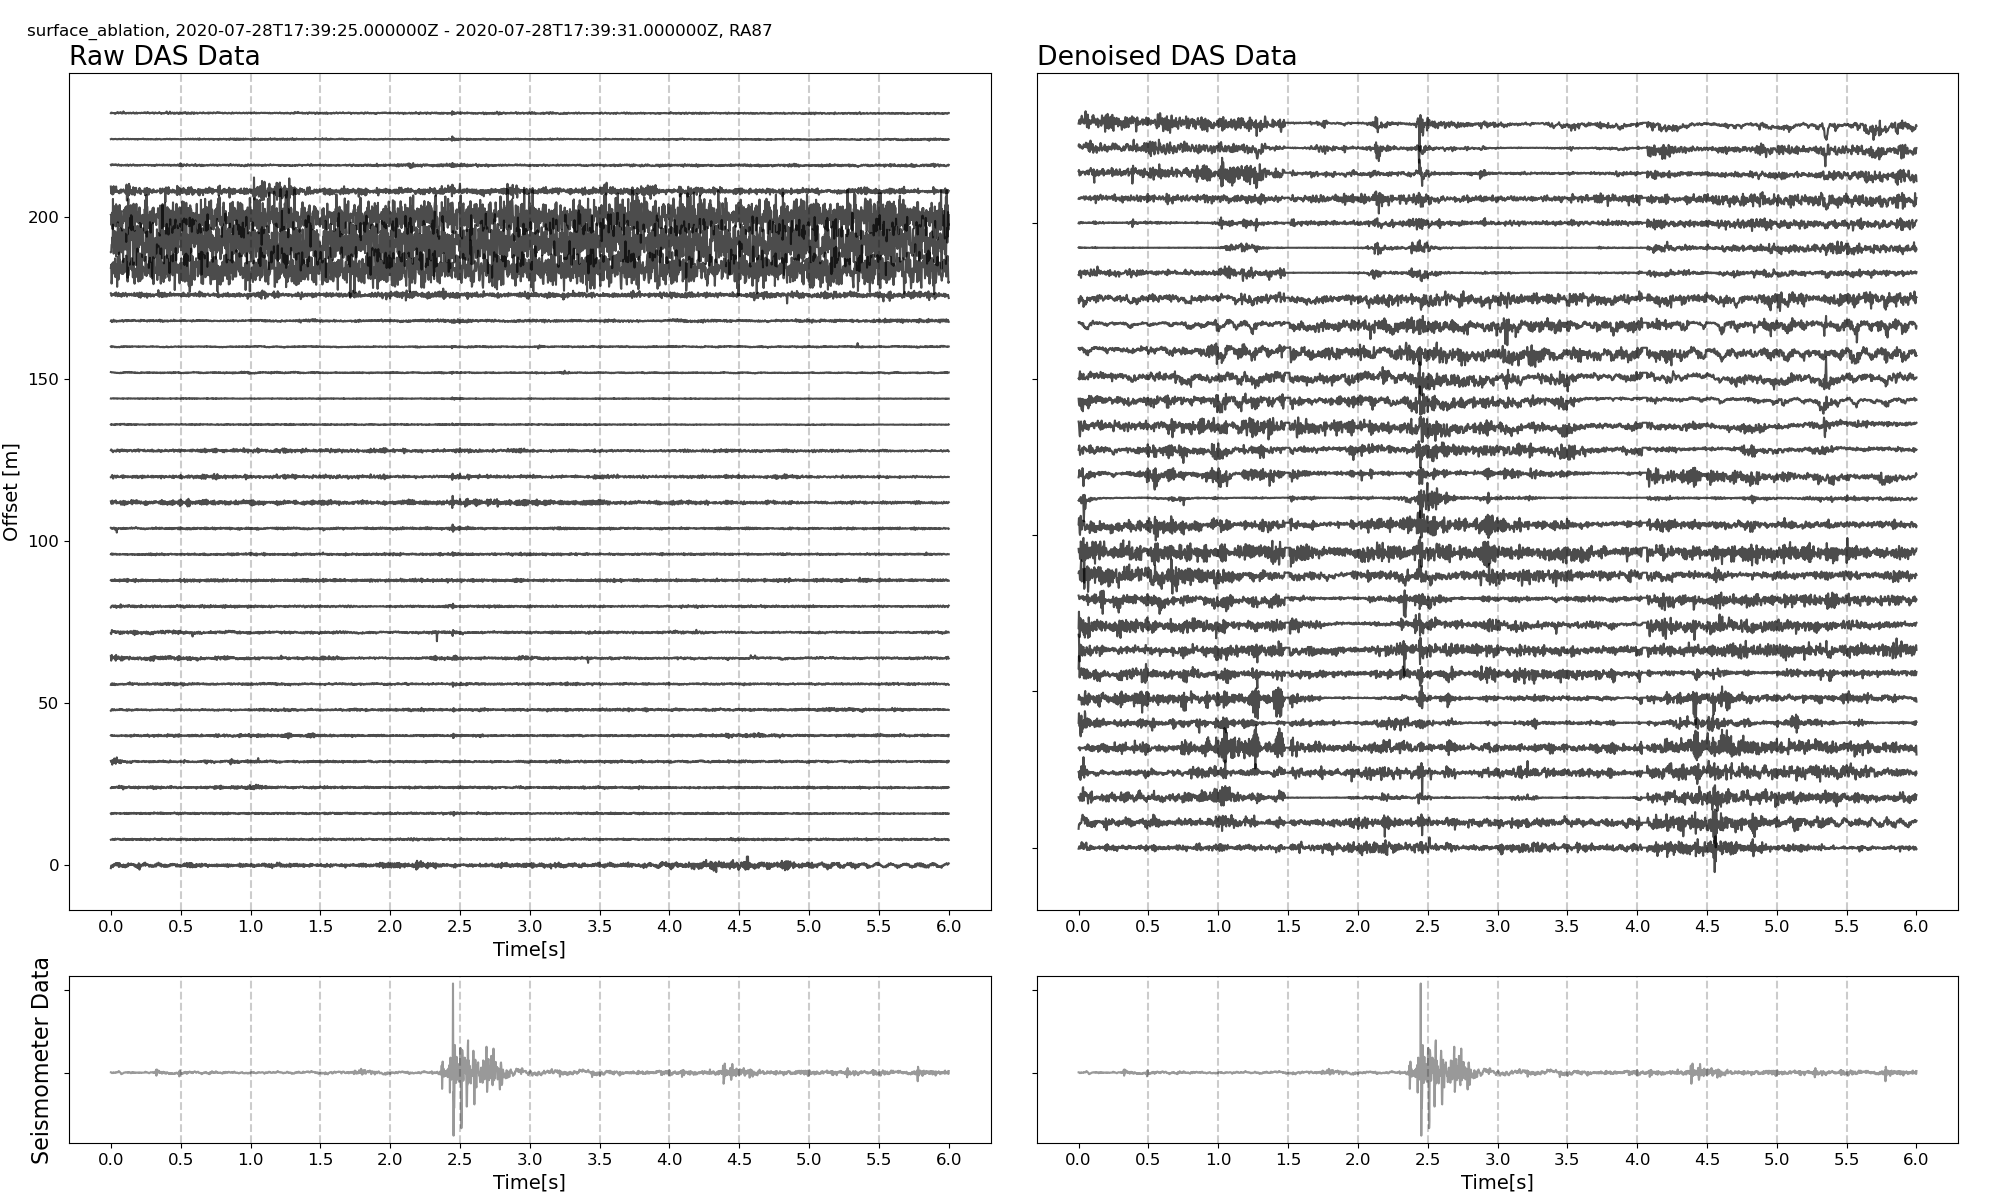 surface_ablation, 2020-07-28T17:39:25.000000Z - 2020-07-28T17:39:31.000000Z, RA87
Raw DAS Data
Denoised DAS Data
Offset [m]
200
150
100
50
0
0.0 0.5 1.0 1.5 2.0 2.5 3.0 3.5 4.0 4.5 5.0 5.5 6.0
Time[s]
0.0 0.5 1.0 1.5 2.0 2.5 3.0 3.5 4.0 4.5 5.0 5.5 6.0
Seismometer Data
0.0 0.5 1.0 1.5 2.0 2.5 3.0 3.5 4.0 4.5 5.0 5.5 6.0
Time[s]
0.0 0.5 1.0 1.5 2.0 2.5 3.0 3.5 4.0 4.5 5.0 5.5 6.0
Time[s]